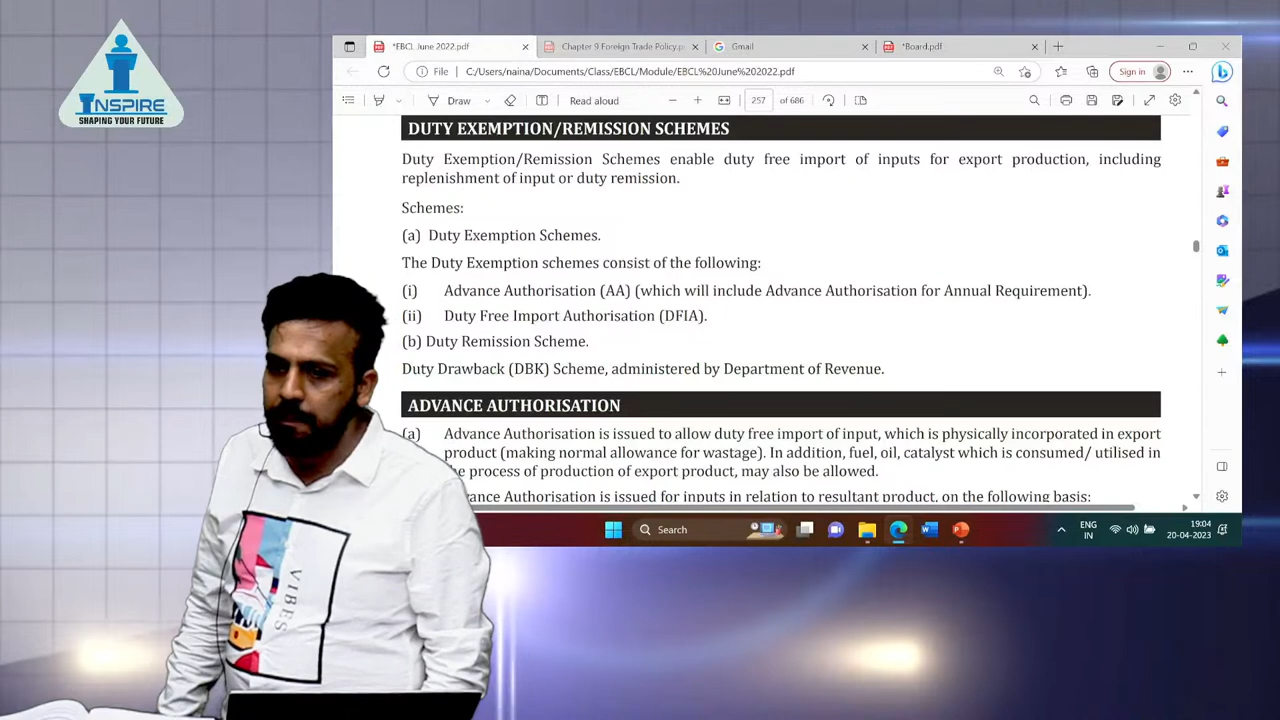 INSPIRE
SHAPING YOUR FUTURE
*EBCL June 2022.pdf
Chapter 9 Foreign Trade Policy.p
Gmail
*Board.pdf
File
C:/Users/naina/Documents/Class/EBCL/Module/EBCL%20June%202022.pdf
Sign in
Draw
Read aloud
257
of 686
DUTY EXEMPTION/REMISSION SCHEMES
Duty Exemption/Remission Schemes enable duty free import of inputs for export production, including
replenishment of input or duty remission.
Schemes:
(a) Duty Exemption Schemes.
The Duty Exemption schemes consist of the following:
(i) Advance Authorisation (AA) (which will include Advance Authorisation for Annual Requirement).
(ii) Duty Free Import Authorisation (DFIA).
(b) Duty Remission Scheme.
Duty Drawback (DBK) Scheme, administered by Department of Revenue.
ADVANCE AUTHORISATION
(a) Advance Authorisation is issued to allow duty free import of input, which is physically incorporated in export
product (making normal allowance for wastage). In addition, fuel, oil, catalyst which is consumed/ utilised in
the process of production of export product, may also be allowed.
Advance Authorisation is issued for inputs in relation to resultant product, on the following basis:
Search
ENG
IN
19:04
20-04-2023
VIBES